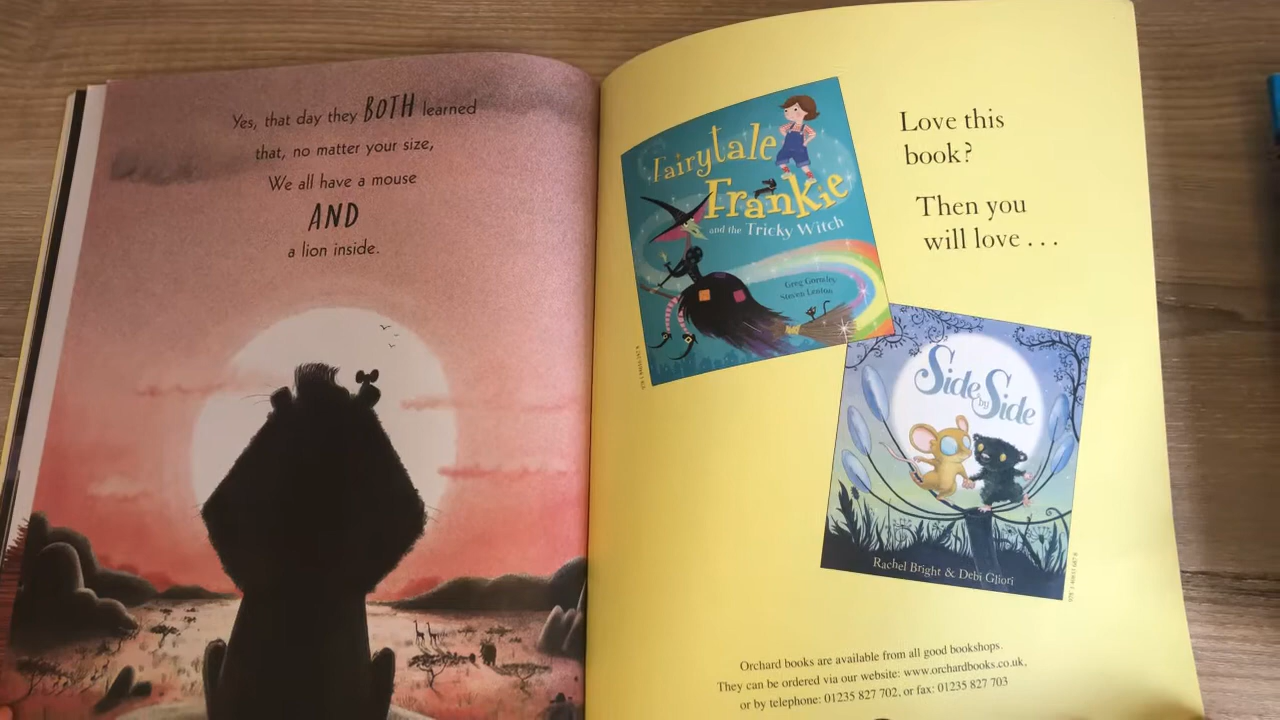 Yes, that day they BOTH learned
that, no matter your size,
We all have a mouse
AND
a lion inside.
Fairytale
Frankie
and the Tricky Witch
Greg Gormley
Steven Lenton
Love this
book?
Then you
will love . . .
Side
by
Side
Rachel Bright & Debi Gliori
Orchard books are available from all good bookshops.
They can be ordered via our website: www.orchardbooks.co.uk,
or by telephone: 01235 827 702, or fax: 01235 827 703